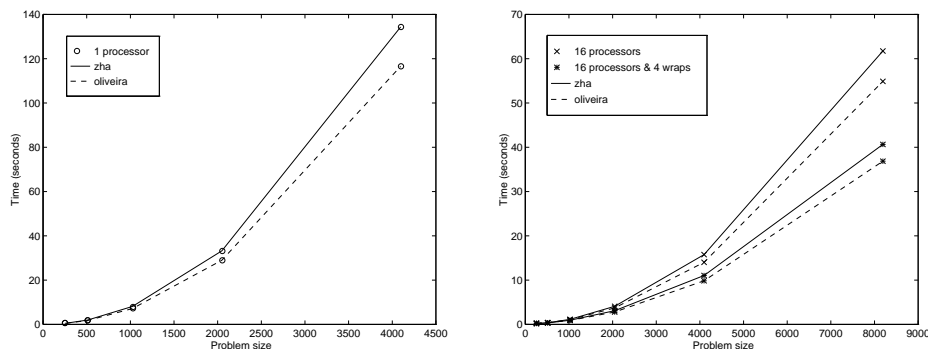 140
120
100
80
60
40
20
0
Time (seconds)
1 processor
zha
oliveira
0 500 1000 1500 2000 2500 3000 3500 4000 4500
Problem size
70
60
50
40
30
20
10
0
Time (seconds)
16 processors
16 processors & 4 wraps
zha
oliveira
0 1000 2000 3000 4000 5000 6000 7000 8000 9000
Problem size